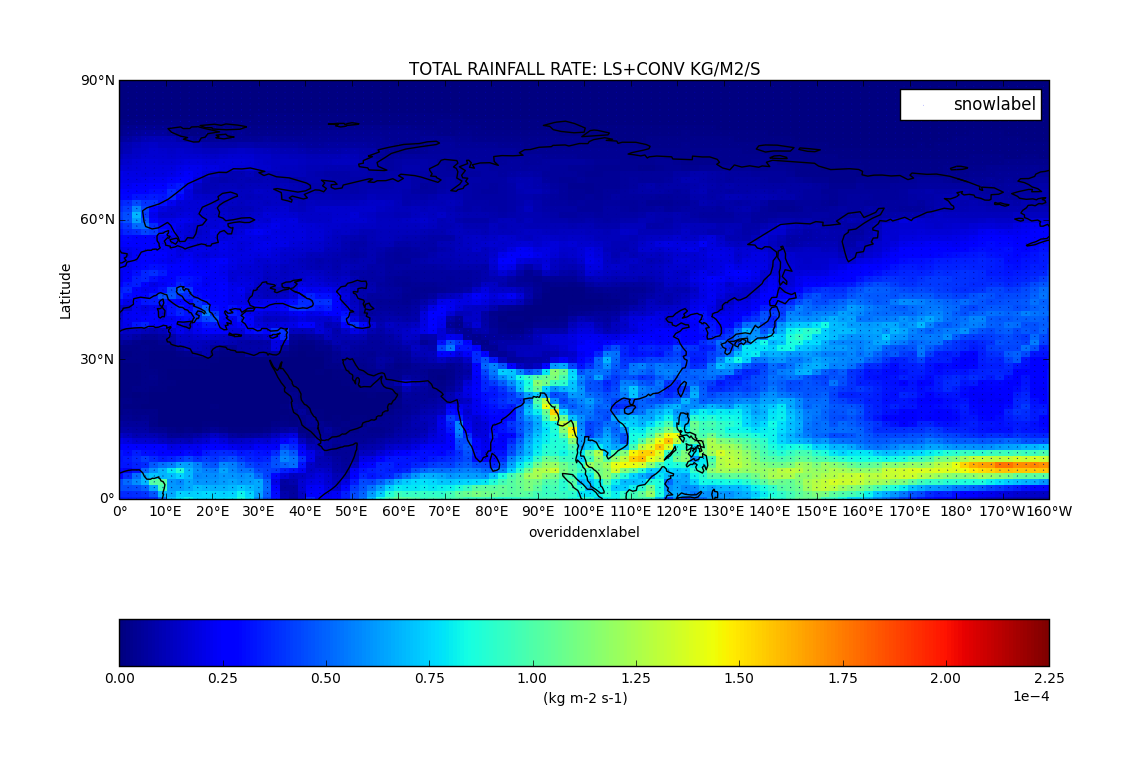 TOTAL RAINFALL RATE: LS+CONV KG/M2/S
snowlabel
90°N
60°N
30°N
0°
Latitude
0° 10°E 20°E 30°E 40°E 50°E 60°E 70°E 80°E 90°E 100°E 110°E 120°E 130°E 140°E 150°E 160°E 170°E 180° 170°W 160°W
overiddenxlabel
0.00 0.25 0.50 0.75 1.00 1.25 1.50 1.75 2.00 2.25
1e−4
(kg m-2 s-1)